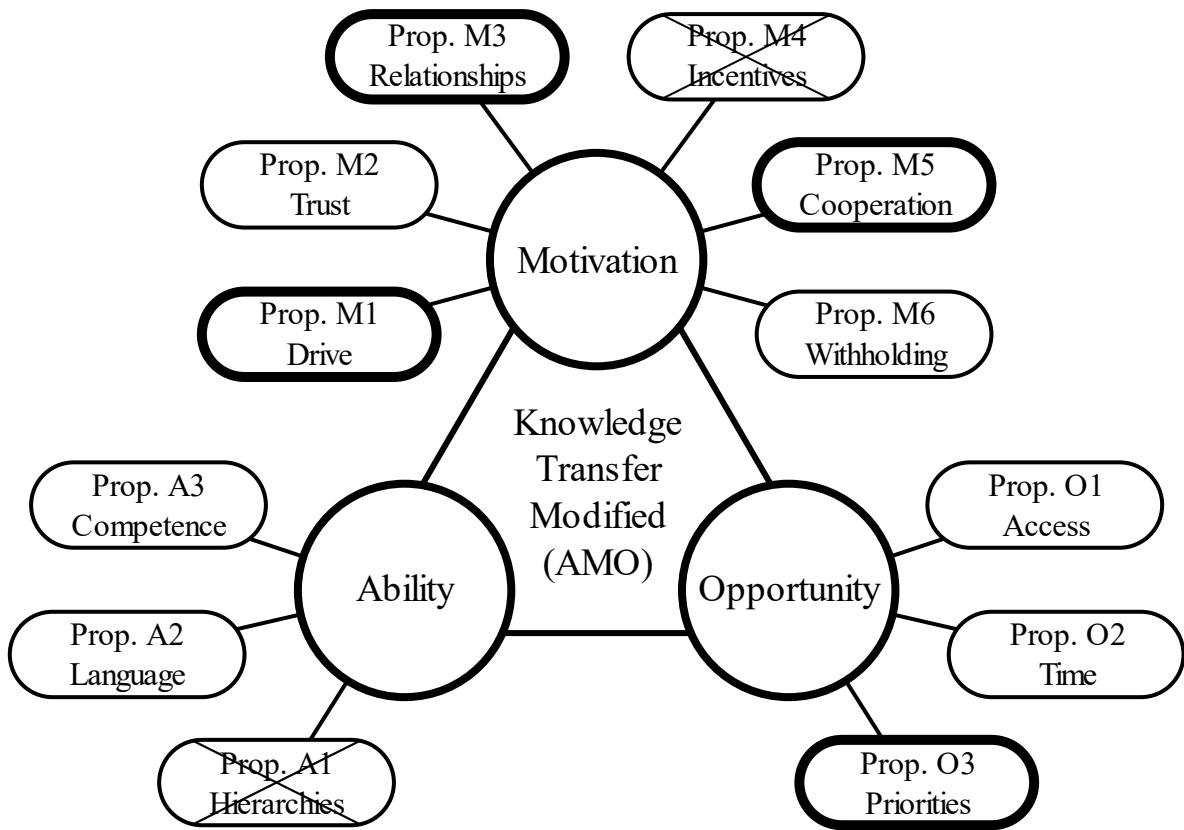 Prop. M3
Relationships
Prop. M4
Incentives
Prop. M2
Trust
Prop. M5
Cooperation
Motivation
Prop. M1
Drive
Prop. M6
Withholding
Knowledge
Transfer
Modified
(AMO)
Prop. A3
Competence
Prop. O1
Access
Ability
Opportunity
Prop. A2
Language
Prop. O2
Time
Prop. A1
Hierarchies
Prop. O3
Priorities